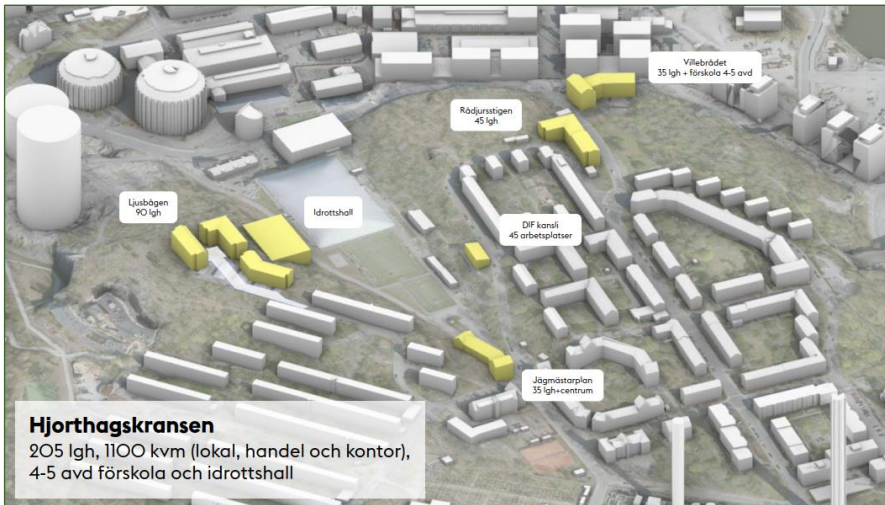 Villebrådet
35 lgh + förskola 4-5 avd
Rådjursstigen
45 lgh
Ljusbågen
90 lgh
Idrottshall
DIF kansli
45 arbetsplatser
Jägmästarplan
35 lgh+centrum
Hjorthagskransen
205 lgh, 1100 kvm (lokal, handel och kontor),
4-5 avd förskola och idrottshall